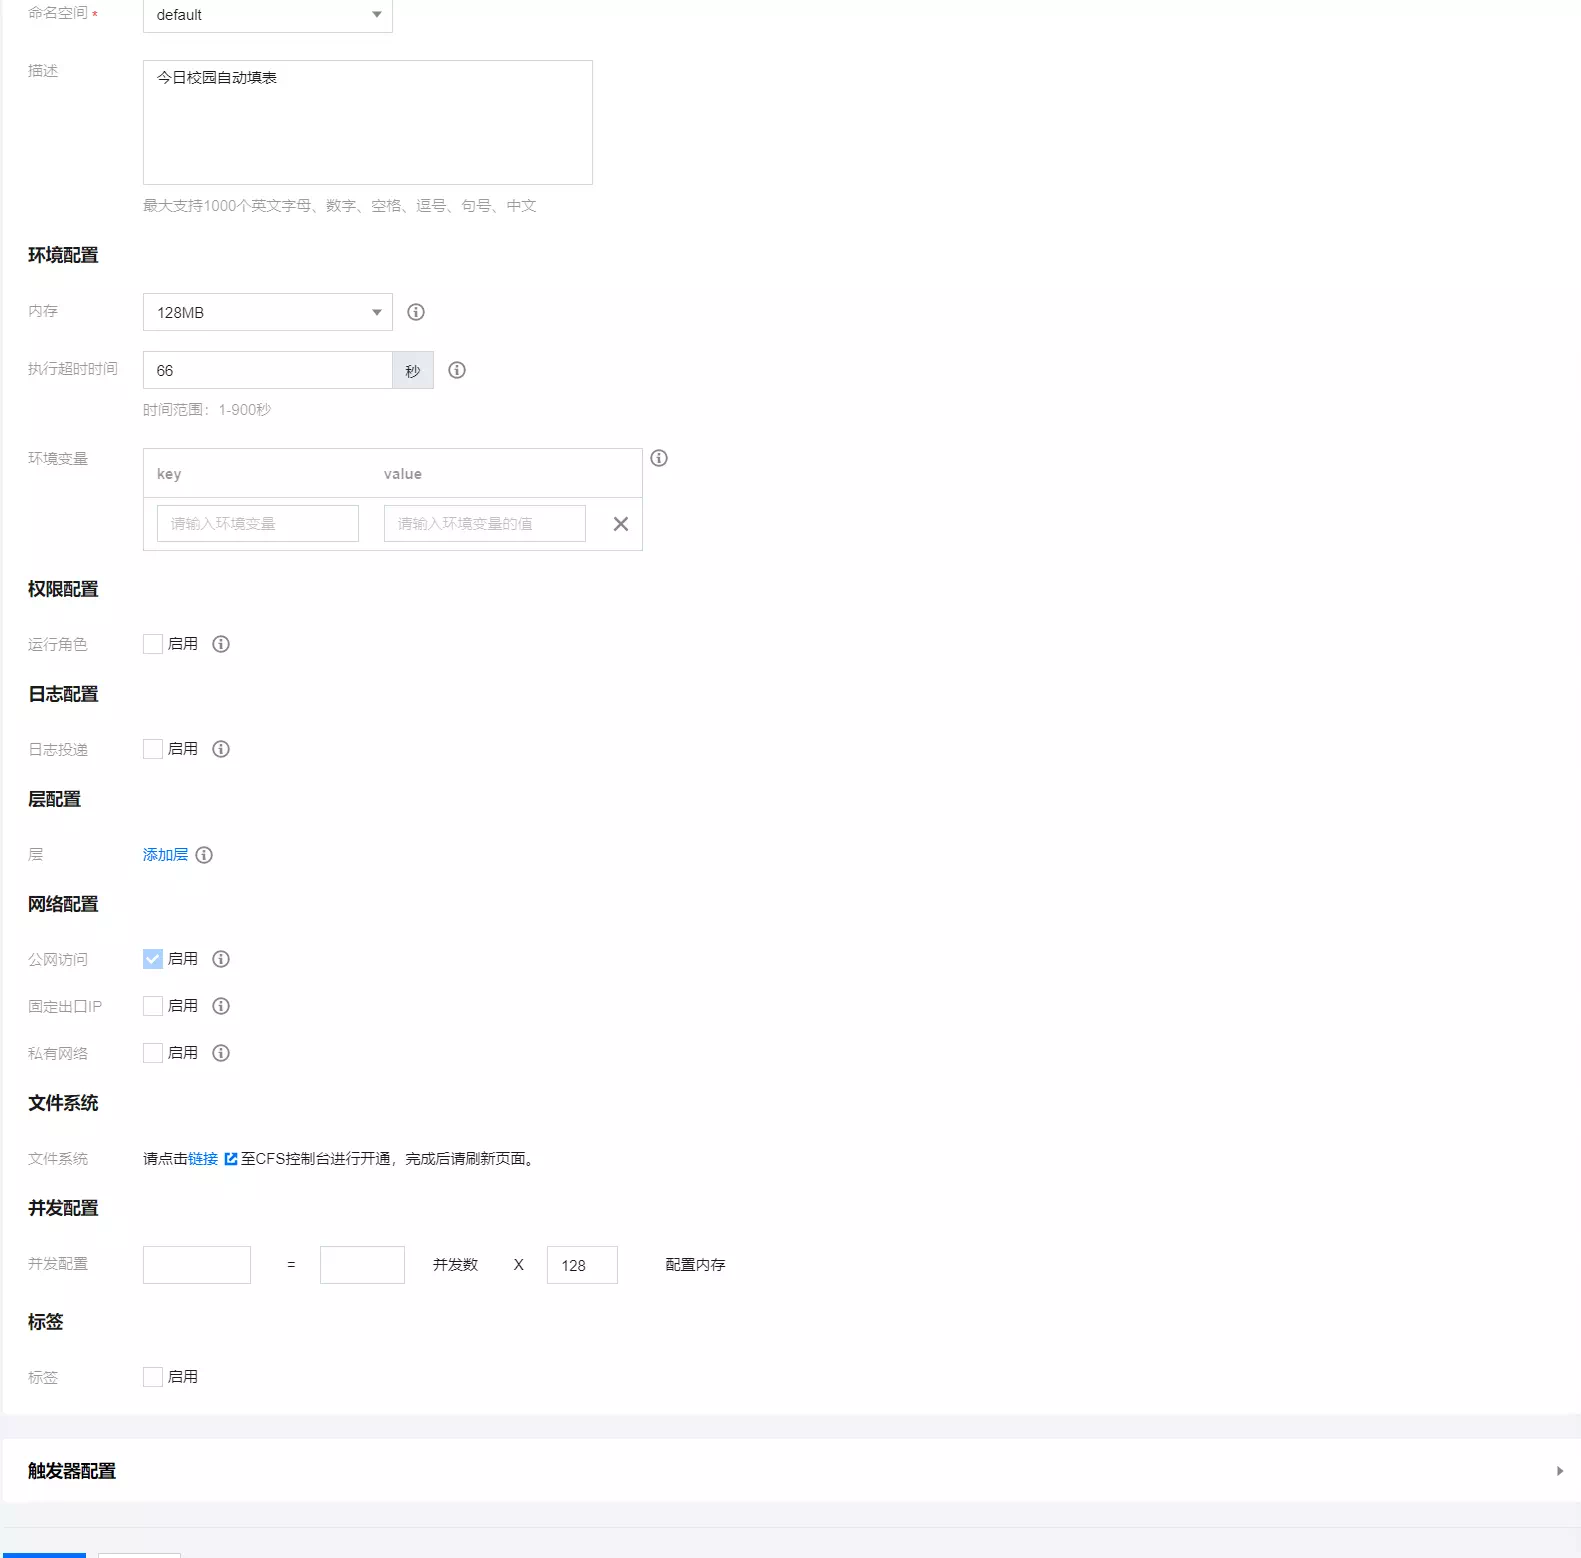 命名空间 *
default
描述
今日校园自动填表
最大支持1000个英文字母、数字、空格、逗号、句号、中文
环境配置
内存
128MB
执行超时时间
66
秒
时间范围：1-900秒
环境变量
key value
请输入环境变量 请输入环境变量的值
权限配置
运行角色
启用
日志配置
日志投递
启用
层配置
层
添加层
网络配置
公网访问
启用
固定出口IP
启用
私有网络
启用
文件系统
文件系统
请点击链接 至CFS控制台进行开通，完成后请刷新页面。
并发配置
并发配置
= 并发数 X 128 配置内存
标签
标签
启用
触发器配置